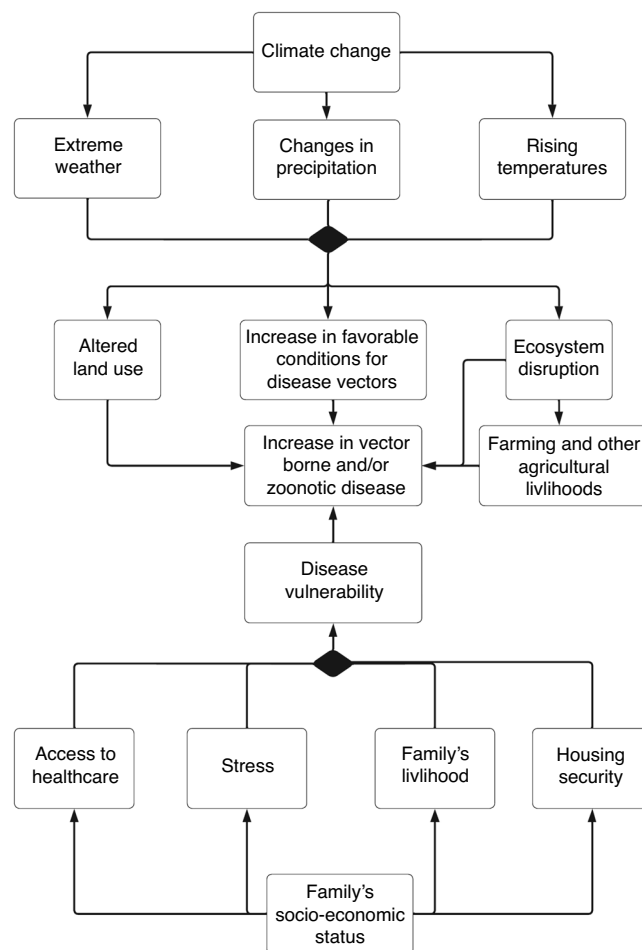 Climate change
Extreme
weather
Changes in
precipitation
Rising
temperatures
Altered
land use
Increase in favorable
conditions for
disease vectors
Ecosystem
disruption
Increase in vector
borne and/or
zoonotic disease
Farming and other
agricultural
livlihoods
Disease
vulnerability
Access to
healthcare
Stress
Family's
livlihood
Housing
security
Family's
socio-economic
status